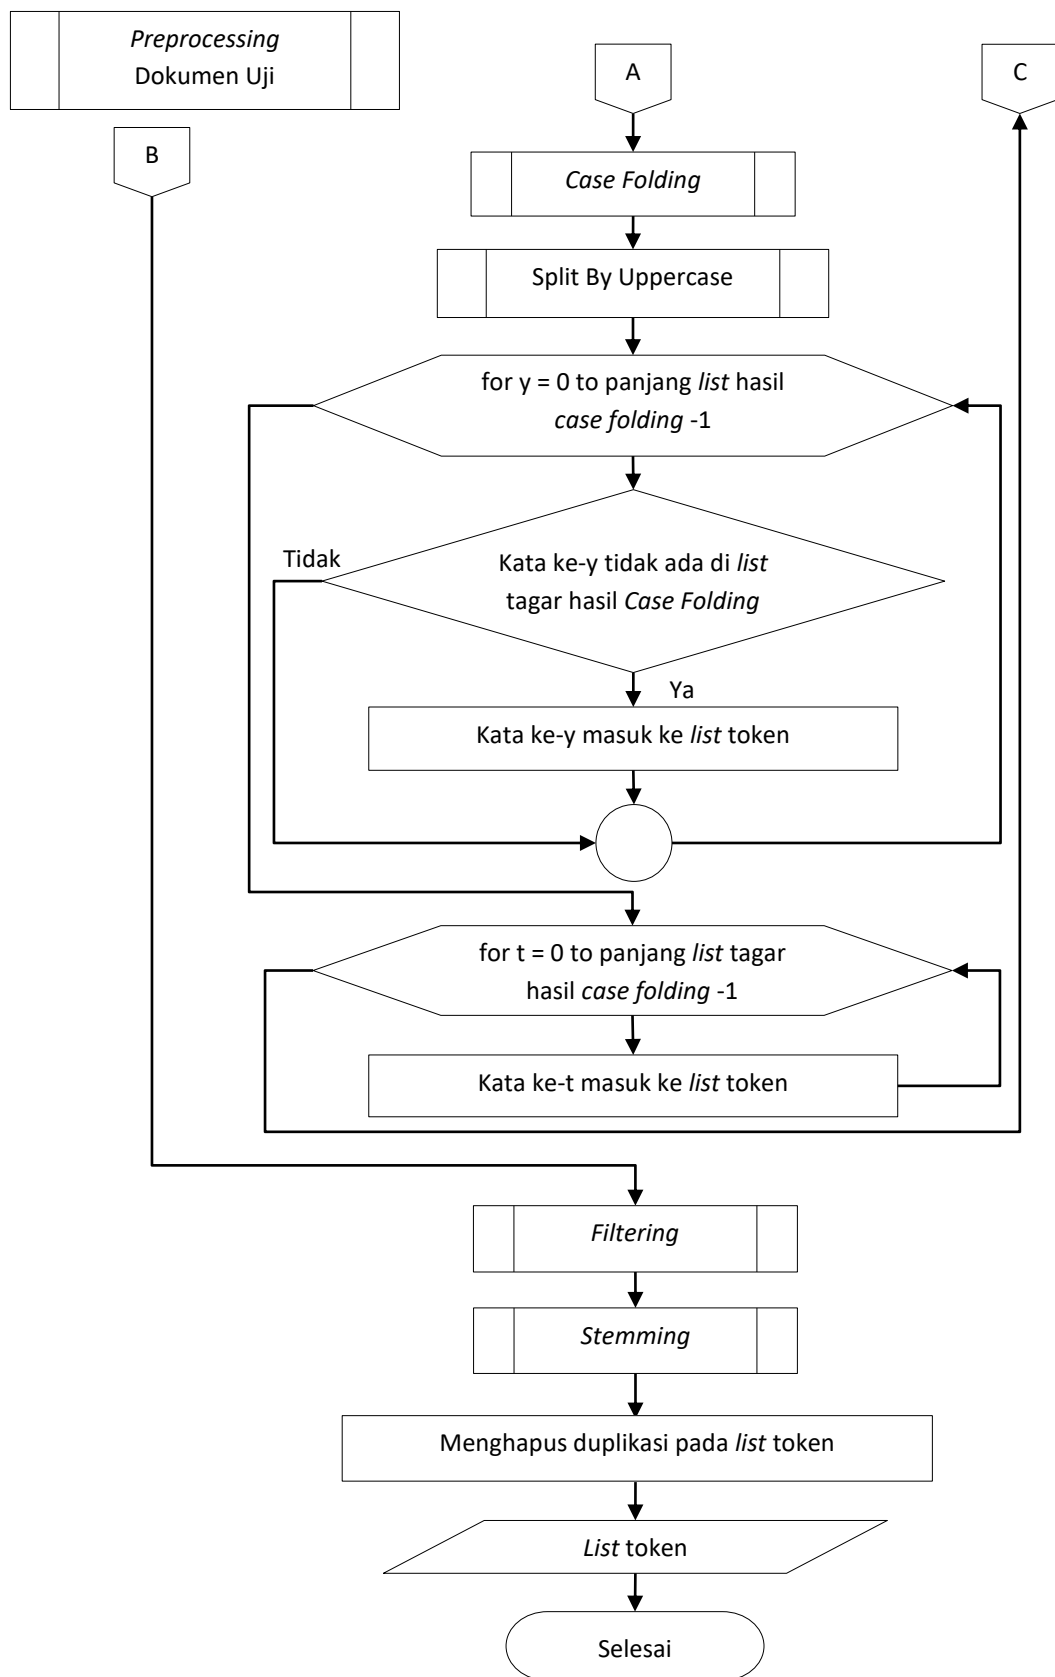 Preprocessing
Dokumen Uji
A
C
B
Case Folding
Split By Uppercase
for y = 0 to panjang list hasil
case folding -1
Tidak
Kata ke-y tidak ada di list
tagar hasil Case Folding
Ya
Kata ke-y masuk ke list token
for t = 0 to panjang list tagar
hasil case folding -1
Kata ke-t masuk ke list token
Filtering
Stemming
Menghapus duplikasi pada list token
List token
Selesai